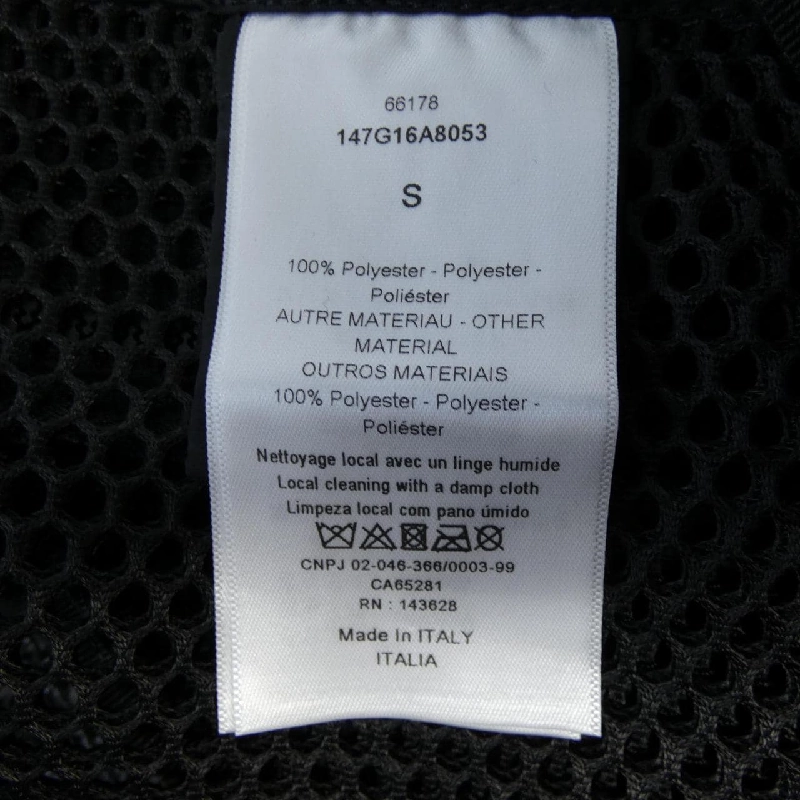 66178
147G16A8053
S
100% Polyester - Polyester -
Poliéster
AUTRE MATERIAU - OTHER
MATERIAL
OUTROS MATERIAIS
100% Polyester - Polyester -
Poliéster
Nettoyage local avec un linge humide
Local cleaning with a damp cloth
Limpeza local com pano úmido
CNPJ 02-046-366/0003-99
CA65281
RN : 143628
Made in ITALY
ITALIA